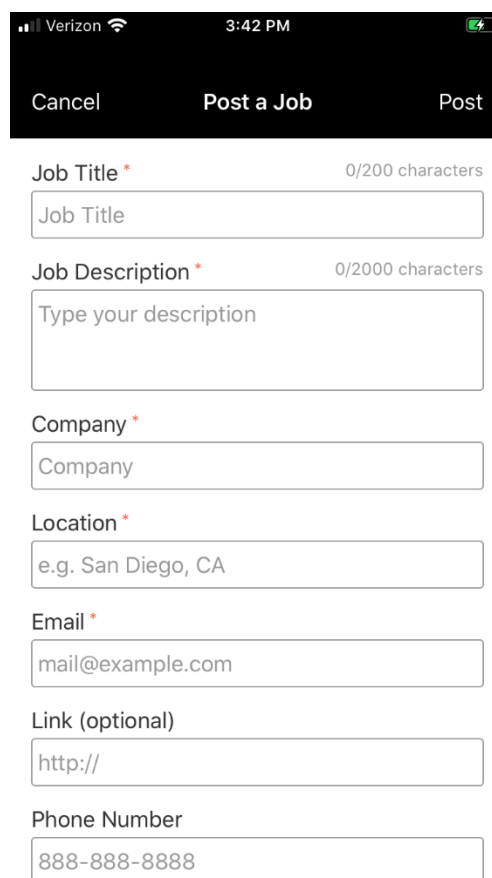 Verizon 3:42 PM
Cancel Post a Job Post
Job Title * 0/200 characters
Job Title
Job Description * 0/2000 characters
Type your description
Company *
Company
Location *
e.g. San Diego, CA
Email *
mail@example.com
Link (optional)
http://
Phone Number
888-888-8888